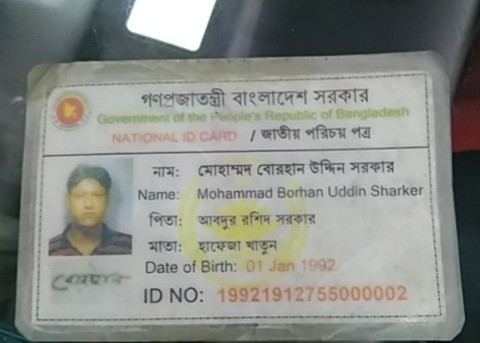 গণপ্রজাতন্ত্রী বাংলাদেশ সরকার
Government of the People's Republic of Bangladesh
NATIONAL ID CARD / জাতীয় পরিচয় পত্র
নাম: মোহাম্মদ বোরহান উদ্দিন সরকার
Name: Mohammad Borhan Uddin Sharker
পিতা: আবদুর রশিদ সরকার
মাতা: হাফেজা খাতুন
Date of Birth: 01 Jan 1992
বোরহান
ID NO: 19921912755000002